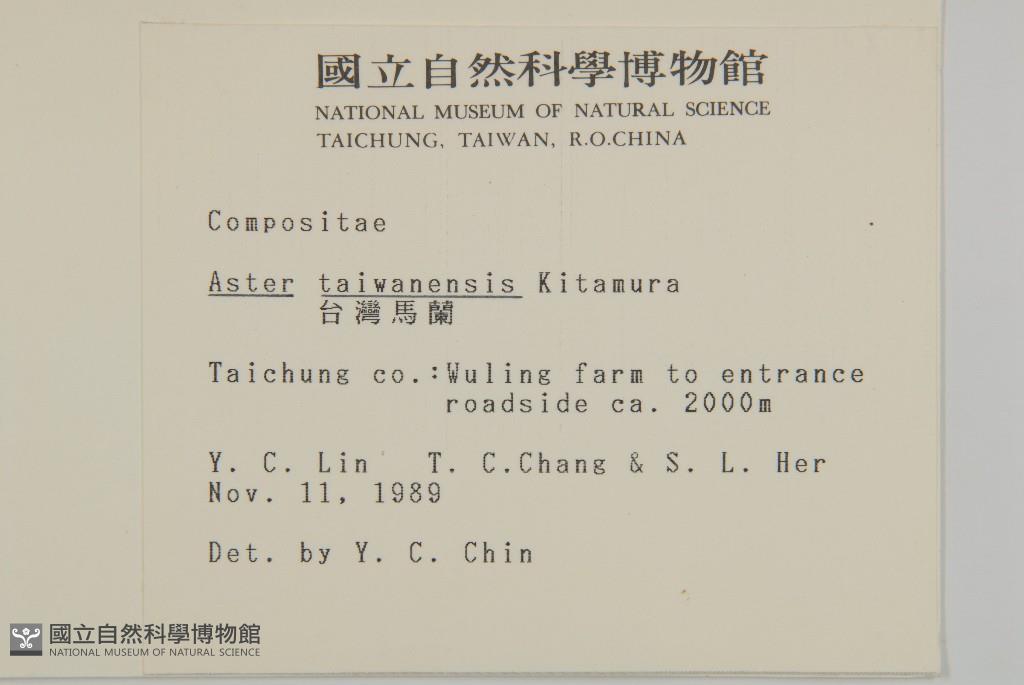 國立自然科學博物館
NATIONAL MUSEUM OF NATURAL SCIENCE
TAICHUNG, TAIWAN, R.O.CHINA
Compositae
Aster taiwanensis Kitamura
台灣馬蘭
Taichung co.:Wuling farm to entrance
roadside ca. 2000m
Y. C. Lin T. C.Chang & S. L. Her
Nov. 11, 1989
Det. by Y. C. Chin
國立自然科學博物館
NATIONAL MUSEUM OF NATURAL SCIENCE